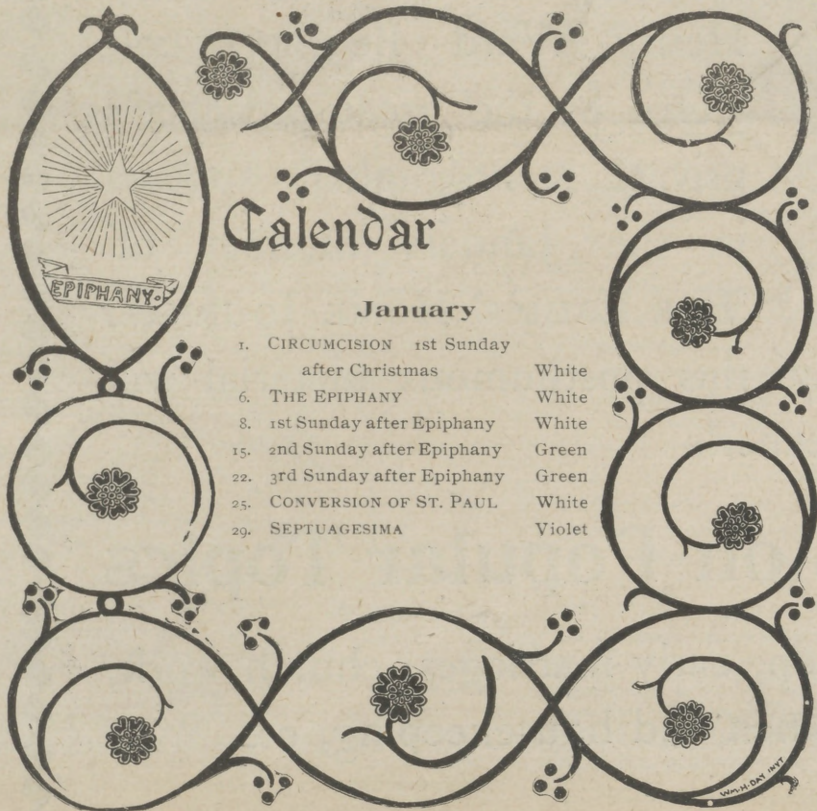 EPIPHANY.
Calendar
January
1. CIRCUMCISION 1st Sunday
after Christmas White
6. THE EPIPHANY White
8. 1st Sunday after Epiphany White
15. 2nd Sunday after Epiphany Green
22. 3rd Sunday after Epiphany Green
25. CONVERSION OF ST. PAUL White
29. SEPTUAGESIMA Violet
WM.H.DAY INVT